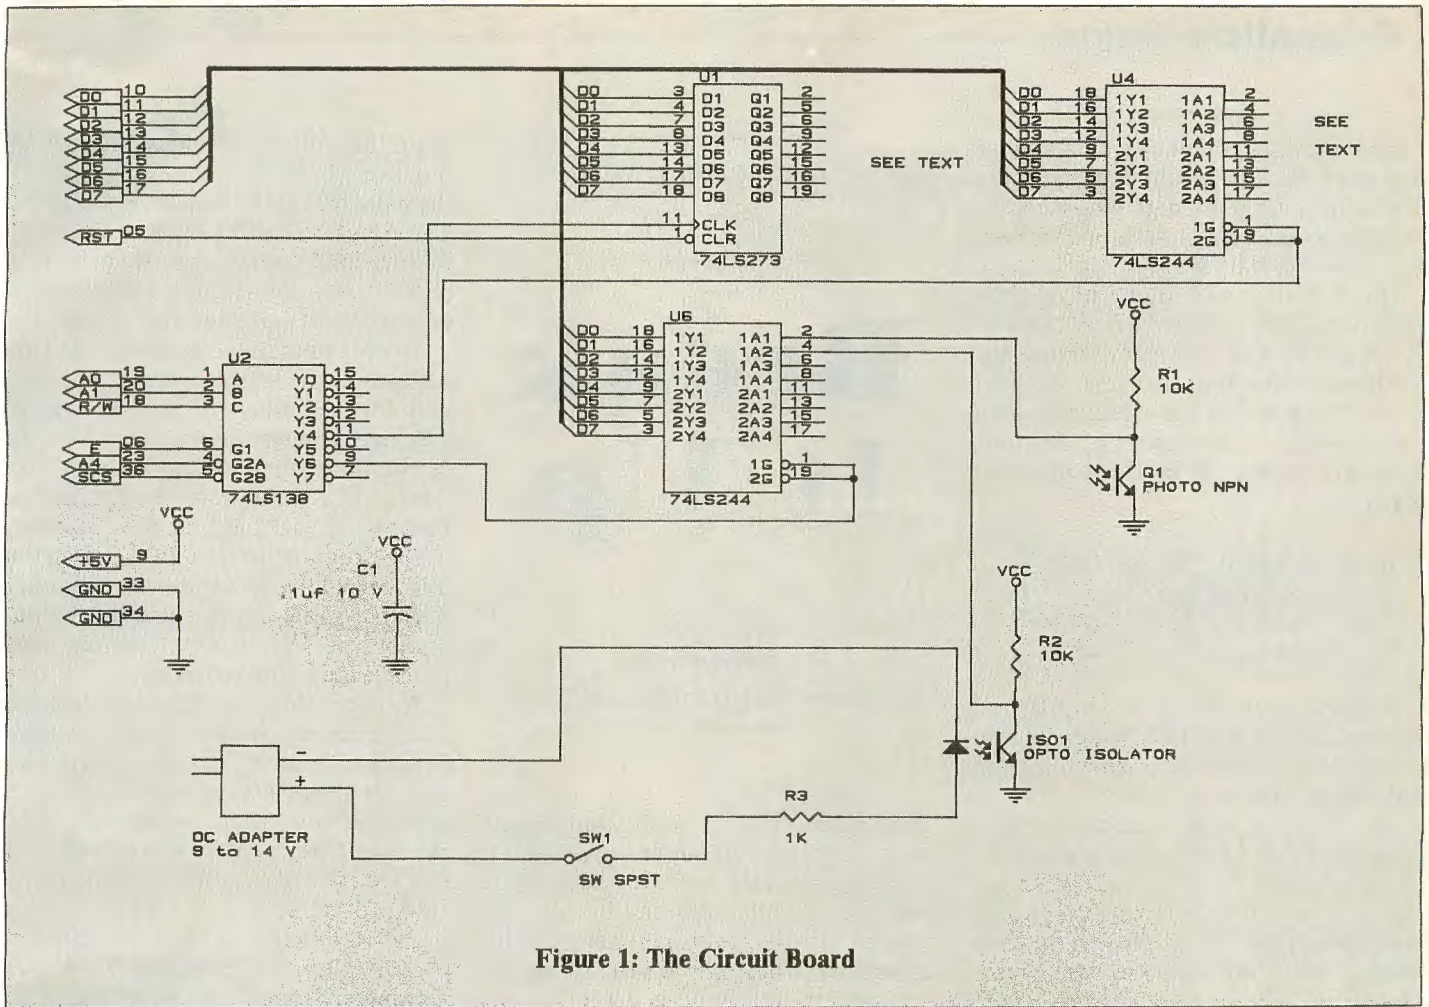 D0 10
D1 11
D2 12
D3 13
D4 14
D5 15
D6 16
D7 17
RST 05
U1
D0 3 D1 Q1 2
D1 4 D2 Q2 5
D2 7 D3 Q3 6
D3 8 D4 Q4 9
D4 13 D5 Q5 12
D5 14 D6 Q6 15
D6 17 D7 Q7 16
D7 18 D8 Q8 19
11 CLK
1 CLR
74LS273
SEE TEXT
U4
D0 18 1Y1 1A1 2
D1 16 1Y2 1A2 4
D2 14 1Y3 1A3 6
D3 12 1Y4 1A4 8
D4 9 2Y1 2A1 11
D5 7 2Y2 2A2 13
D6 5 2Y3 2A3 15
D7 3 2Y4 2A4 17
1G 1
2G 19
74LS244
SEE
TEXT
U6
D0 18 1Y1 1A1 2
D1 16 1Y2 1A2 4
D2 14 1Y3 1A3 6
D3 12 1Y4 1A4 8
D4 9 2Y1 2A1 11
D5 7 2Y2 2A2 13
D6 5 2Y3 2A3 15
D7 3 2Y4 2A4 17
1G 1
2G 19
74LS244
U2
A0 19 1 A Y0 15
A1 20 2 B Y1 14
R/W 18 3 C Y2 13
Y3 12
Y4 11
E 06 6 G1 Y5 10
A4 23 4 G2A Y6 9
SCS 36 5 G2B Y7 7
74LS138
VCC
R1
10K
Q1
PHOTO NPN
VCC
+5V 9
GND 33
GND 34
VCC
C1
.1uf 10 V
VCC
R2
10K
ISO1
OPTO ISOLATOR
-
+
DC ADAPTER
9 to 14 V
SW1
SW SPST
R3
1K
Figure 1: The Circuit Board